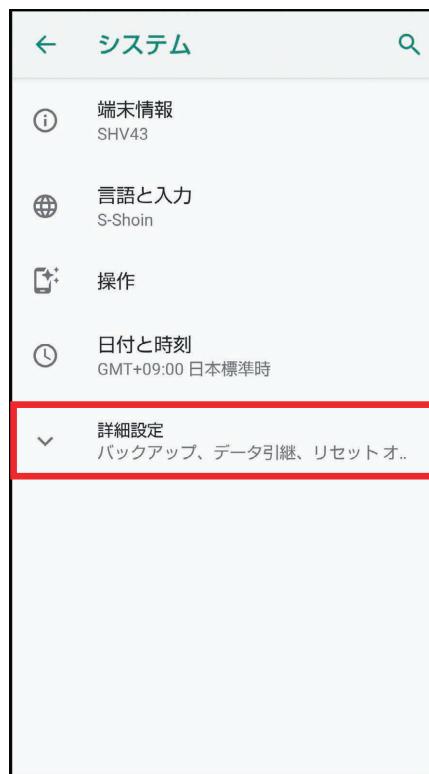 システム
端末情報
SHV43
言語と入力
S-Shoin
操作
日付と時刻
GMT+09:00 日本標準時
詳細設定
バックアップ、データ引継、リセット オ..